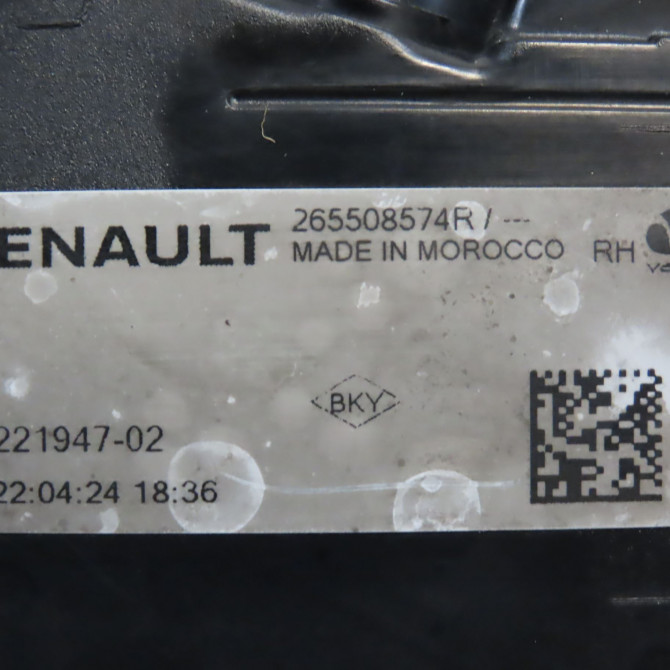 ENAULT
265508574R / ---
MADE IN MOROCCO RH
BKY
221947-02
22:04:24 18:36